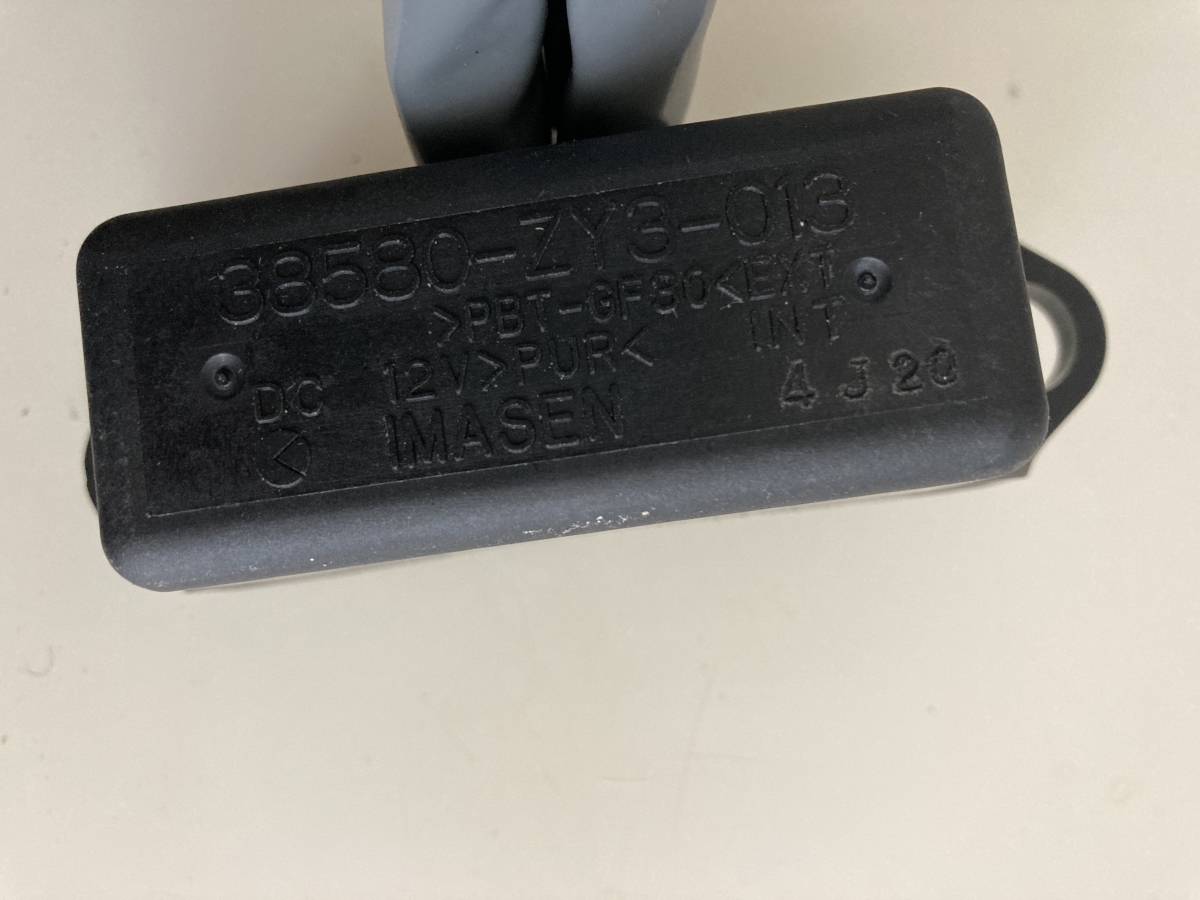 38580-ZY3-013
>PBT-GF30<EXT
DC 12V >PUR< INT
IMASEN 4 J 20